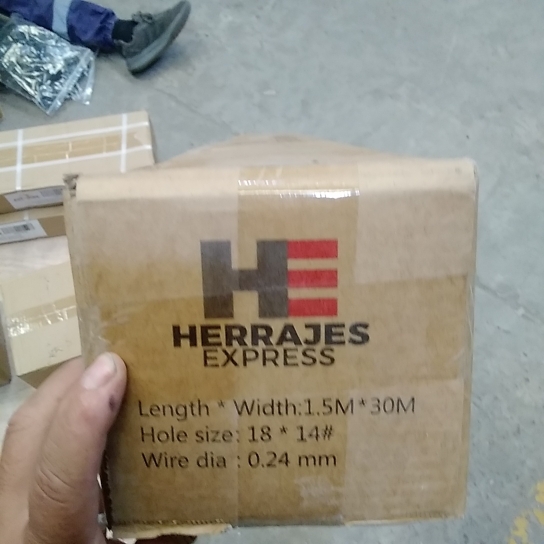 HE
HERRAJES
EXPRESS
Length * Width:1.5M*30M
Hole size: 18 * 14#
Wire dia : 0.24 mm